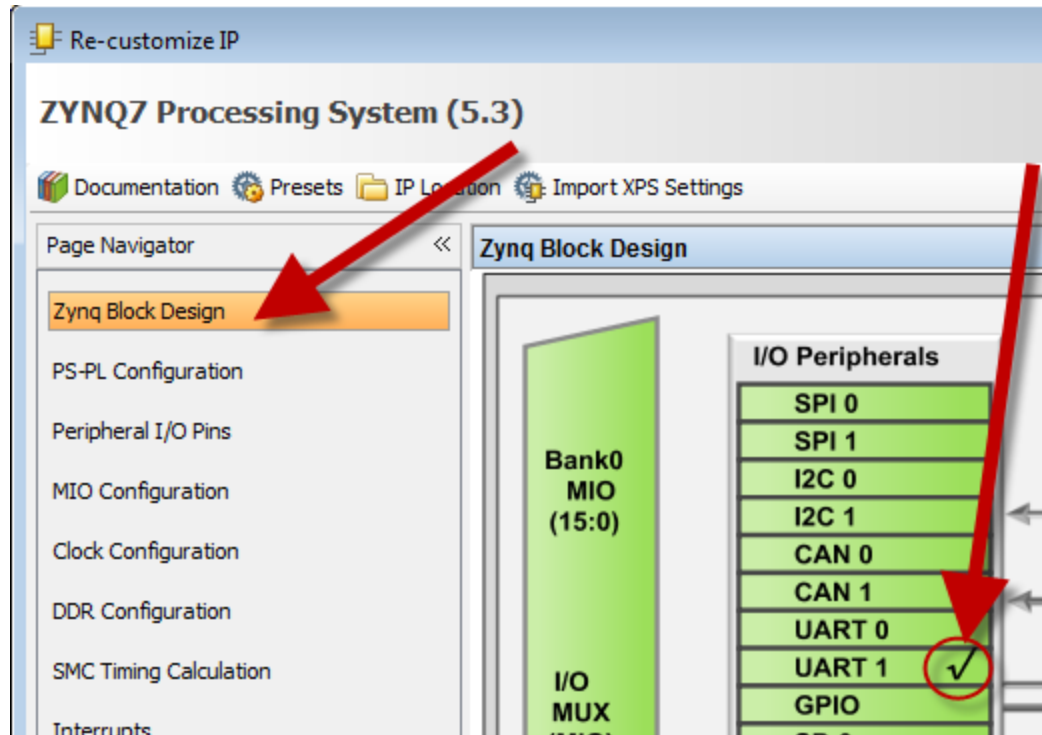 Re-customize IP
ZYNQ7 Processing System (5.3)
Documentation Presets IP Location Import XPS Settings
Page Navigator «
Zynq Block Design
PS-PL Configuration
Peripheral I/O Pins
MIO Configuration
Clock Configuration
DDR Configuration
SMC Timing Calculation
Interrupts
Zynq Block Design
Bank0
MIO
(15:0)
I/O
MUX
(MIO)
I/O Peripherals
SPI 0
SPI 1
I2C 0
I2C 1
CAN 0
CAN 1
UART 0
UART 1 √
GPIO